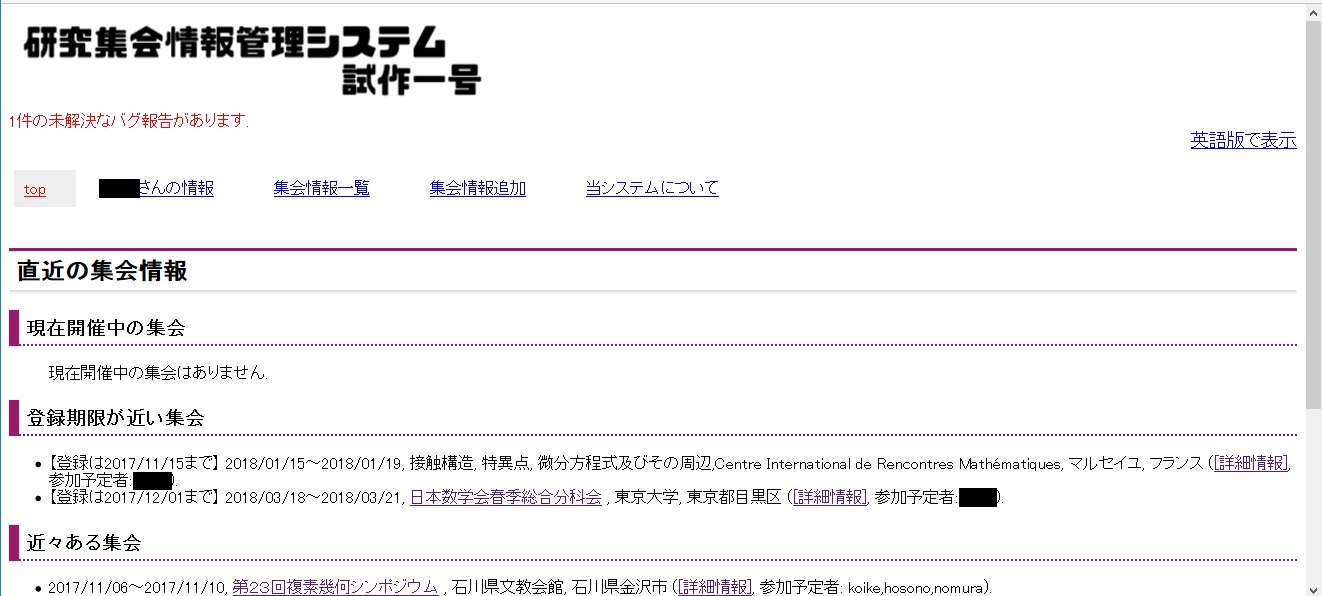 研究集会情報管理システム
試作一号
1件の未解決なバグ報告があります.
英語版で表示
top さんの情報 集会情報一覧 集会情報追加 当システムについて
直近の集会情報
現在開催中の集会
現在開催中の集会はありません.
登録期限が近い集会
• 【登録は2017/11/15まで】 2018/01/15～2018/01/19, 接触構造, 特異点, 微分方程式及びその周辺,Centre International de Rencontres Mathématiques, マルセイユ, フランス ([詳細情報],
参加予定者: ).
• 【登録は2017/12/01まで】 2018/03/18～2018/03/21, 日本数学会春季総合分科会 , 東京大学, 東京都目黒区 ([詳細情報], 参加予定者: ).
近々ある集会
• 2017/11/06～2017/11/10, 第２３回複素幾何シンポジウム , 石川県文教会館, 石川県金沢市 ([詳細情報], 参加予定者: koike,hosono,nomura).